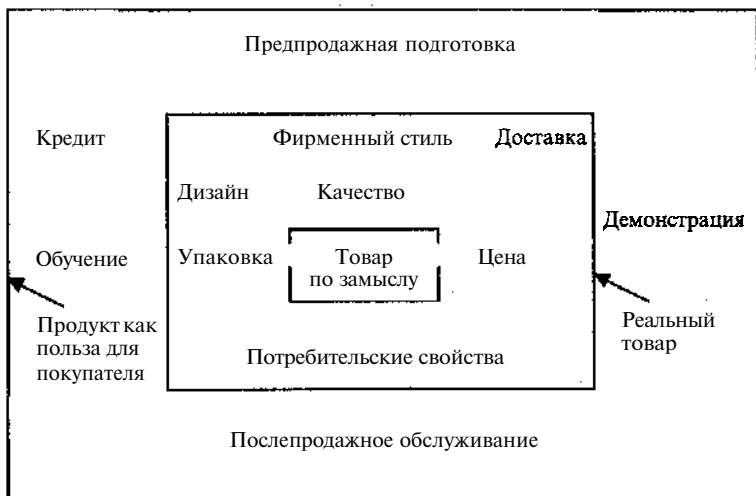 Предпродажная подготовка
Кредит
Фирменный стиль
Доставка
Дизайн
Качество
Демонстрация
Обучение
Упаковка
Товар
по замыслу
Цена
Продукт как
польза для
покупателя
Реальный
товар
Потребительские свойства
Послепродажное обслуживание